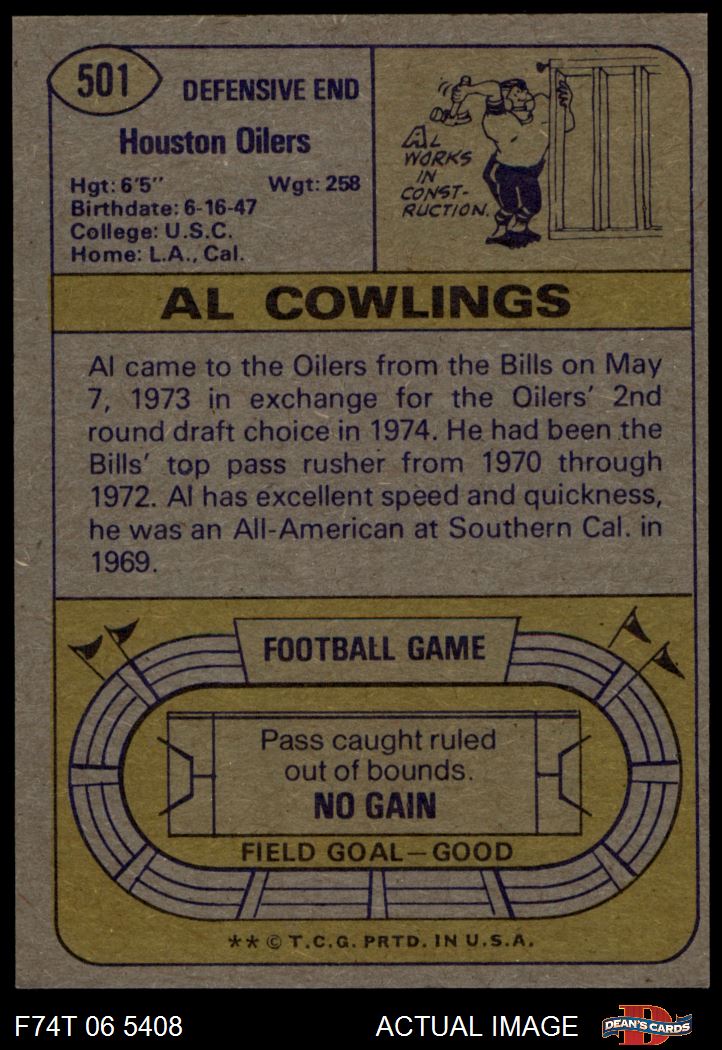 501
DEFENSIVE END
Houston Oilers
Hgt: 6'5" Wgt: 258
Birthdate: 6-16-47
College: U.S.C.
Home: L.A., Cal.
AL
WORKS
IN
CONST-
RUCTION.
AL COWLINGS
Al came to the Oilers from the Bills on May
7, 1973 in exchange for the Oilers' 2nd
round draft choice in 1974. He had been the
Bills' top pass rusher from 1970 through
1972. Al has excellent speed and quickness,
he was an All-American at Southern Cal. in
1969.
FOOTBALL GAME
Pass caught ruled
out of bounds.
NO GAIN
FIELD GOAL—GOOD
** © T.C.G. PRTD. IN U.S.A.
F74T 06 5408 ACTUAL IMAGE
D
DEAN'S CARDS